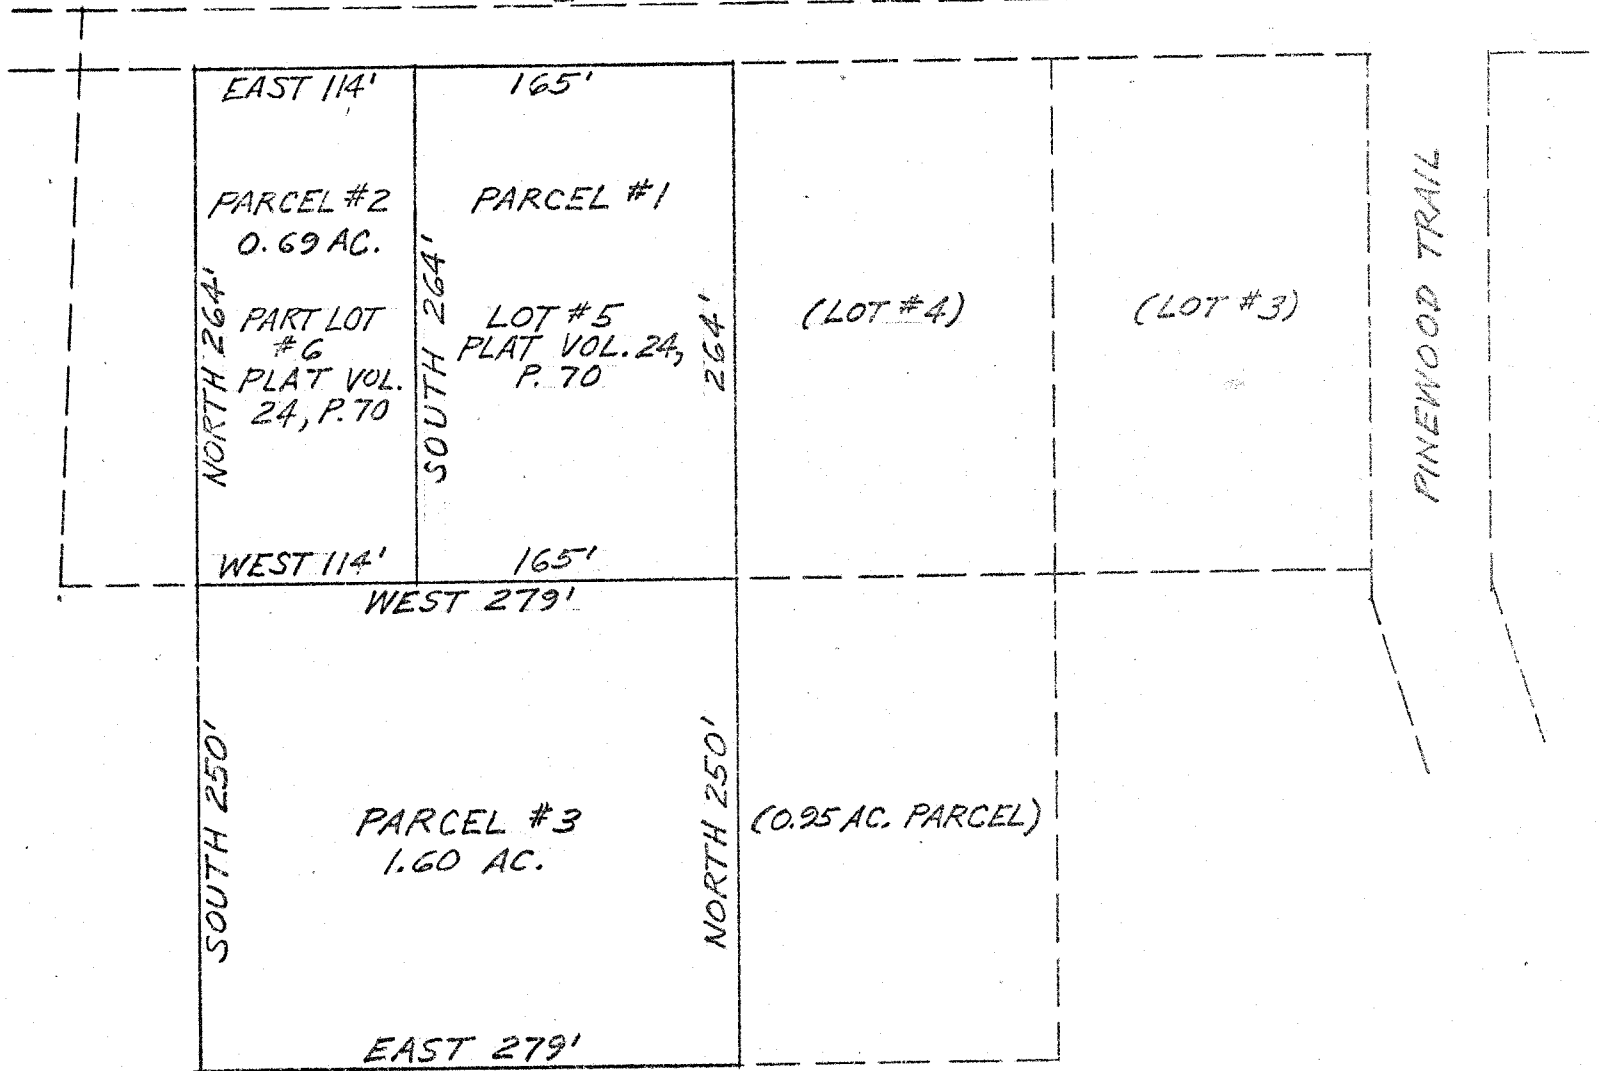 EAST 114'
165'
PARCEL #2
0.69 AC.
PARCEL #1
NORTH 264'
PART LOT
#6
PLAT VOL.
24, P. 70
SOUTH 264'
LOT #5
PLAT VOL. 24,
P. 70
264'
(LOT #4)
(LOT #3)
PINEWOOD TRAIL
WEST 114'
165'
WEST 279'
SOUTH 250'
PARCEL #3
1.60 AC.
NORTH 250'
(0.95 AC. PARCEL)
EAST 279'